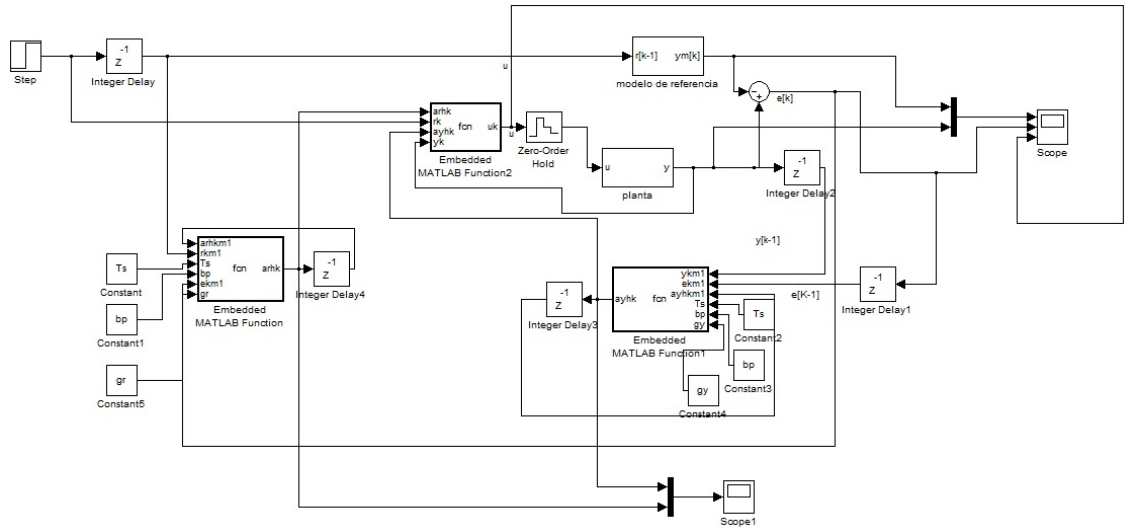 Step
-1
Z
Integer Delay
u
r[k-1] ym[k]
modelo de referencia
- +
e[k]
arhk
rk
ayhk
yk
fcn
uk
u
Embedded
MATLAB Function2
Zero-Order
Hold
u y
planta
-1
Z
Integer Delay2
Scope
y[k-1]
arhkm1
rkm1
Ts
bp
ekm1
gr
fcn
arhk
Embedded
MATLAB Function
-1
Z
Integer Delay4
Ts
Constant
bp
Constant1
gr
Constant5
-1
Z
Integer Delay3
ayhk
fcn
ykm1
ekm1
ayhkm1
Ts
bp
gy
Embedded
MATLAB Function1
e[K-1]
-1
Z
Integer Delay1
Ts
Constant2
bp
Constant3
gy
Constant4
Scope1